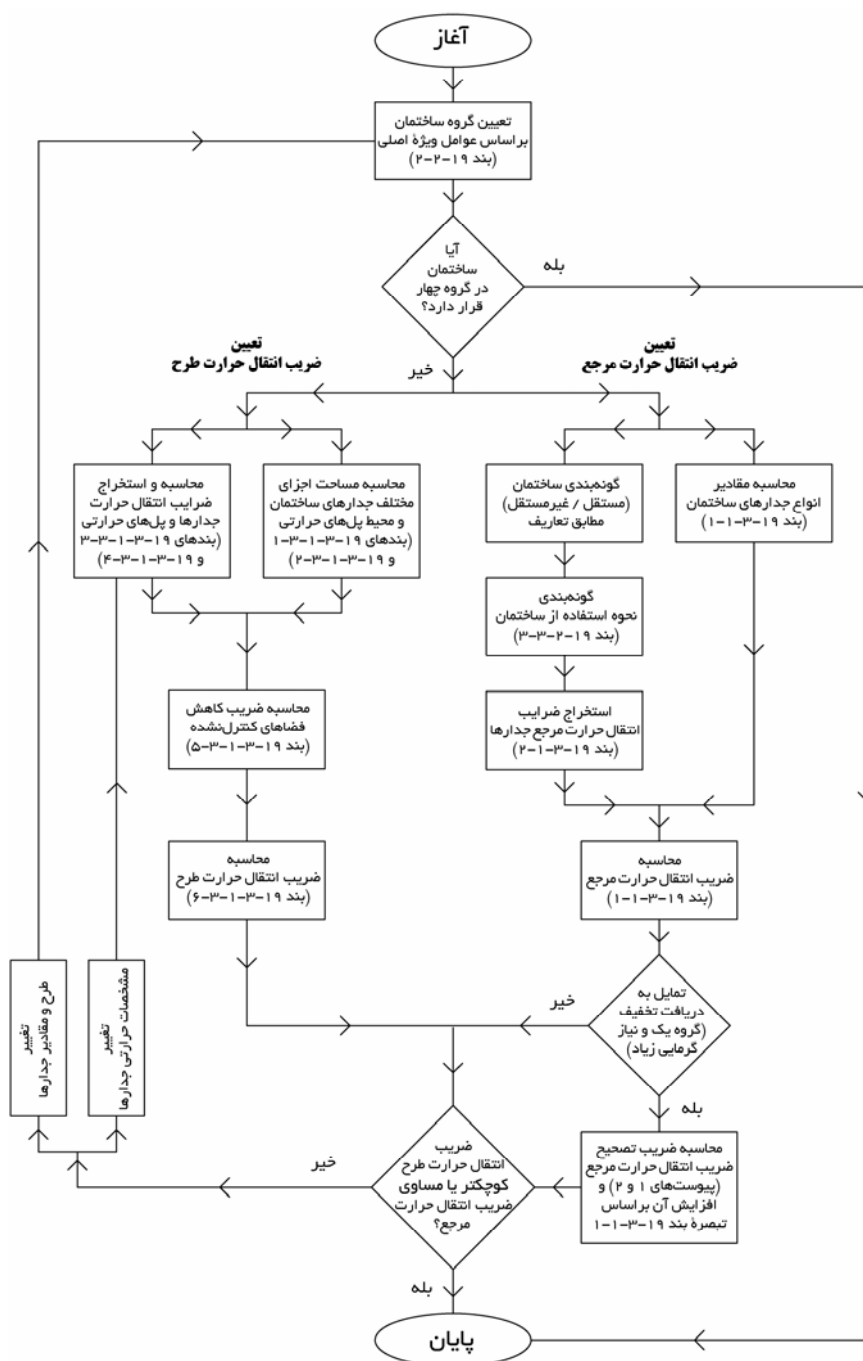 آغاز
تعیین گروه ساختمان
براساس عوامل ویژهٔ اصلی
(بند ۱۹-۲-۲)
آیا
ساختمان
در گروه چهار
قرار دارد؟
بله
خیر
تعیین
ضریب انتقال حرارت مرجع
تعیین
ضریب انتقال حرارت طرح
محاسبه مقادیر
انواع جدارهای ساختمان
(بند ۱۹-۳-۱-۱)
گونه‌بندی ساختمان
(مستقل / غیرمستقل)
مطابق تعاریف
محاسبه مساحت اجزای
مختلف جدارهای ساختمان
و محیط پل‌های حرارتی
(بندهای ۱۹-۳-۱-۳-۱
و ۱۹-۳-۱-۳-۲)
محاسبه و استخراج
ضرایب انتقال حرارت
جدارها و پل‌های حرارتی
(بندهای ۱۹-۳-۱-۳-۳
و ۱۹-۳-۱-۳-۴)
گونه‌بندی
نحوه استفاده از ساختمان
(بند ۱۹-۲-۳-۳)
استخراج ضرایب
انتقال حرارت مرجع جدارها
(بند ۱۹-۳-۱-۲)
محاسبه ضریب کاهش
فضاهای کنترل‌نشده
(بند ۱۹-۳-۱-۳-۵)
محاسبه
ضریب انتقال حرارت مرجع
(بند ۱۹-۳-۱-۱)
محاسبه
ضریب انتقال حرارت طرح
(بند ۱۹-۳-۱-۳-۶)
تمایل به
دریافت تخفیف
(گروه یک و نیاز
گرمایی زیاد)
خیر
بله
محاسبه ضریب تصحیح
ضریب انتقال حرارت مرجع
(پیوست‌های ۱ و ۲) و
افزایش آن براساس
تبصرهٔ بند ۱۹-۳-۱-۱
ضریب
انتقال حرارت طرح
کوچکتر یا مساوی
ضریب انتقال حرارت
مرجع؟
خیر
بله
تغییر
مشخصات حرارتی جدارها
تغییر
طرح و مقادیر جدارها
پایان